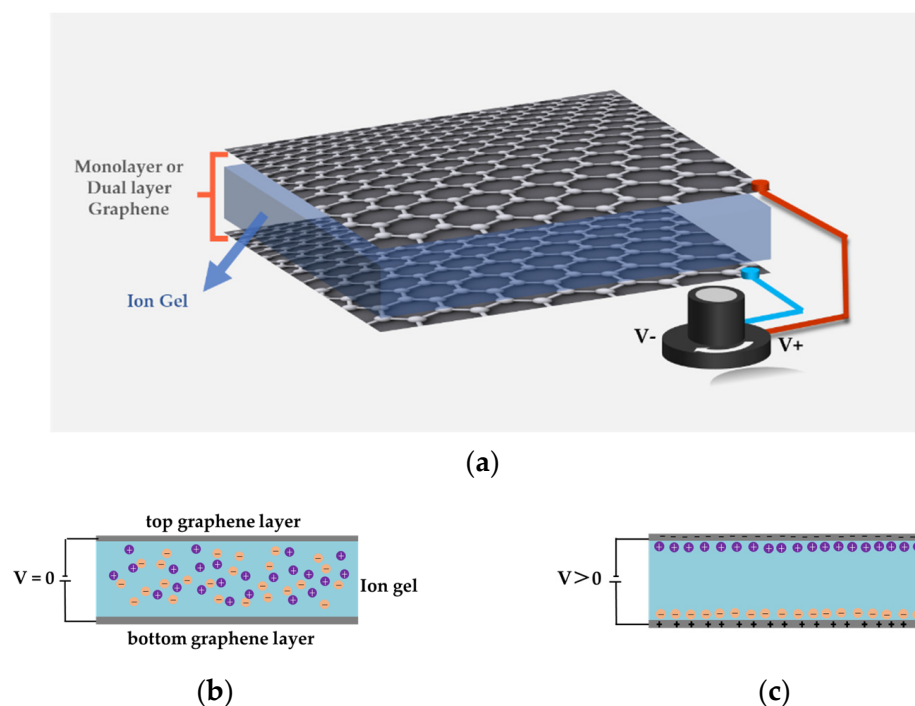 Monolayer or
Dual layer
Graphene
Ion Gel
V-
V+
(a)
top graphene layer
V = 0
Ion gel
bottom graphene layer
V > 0
(b)
(c)